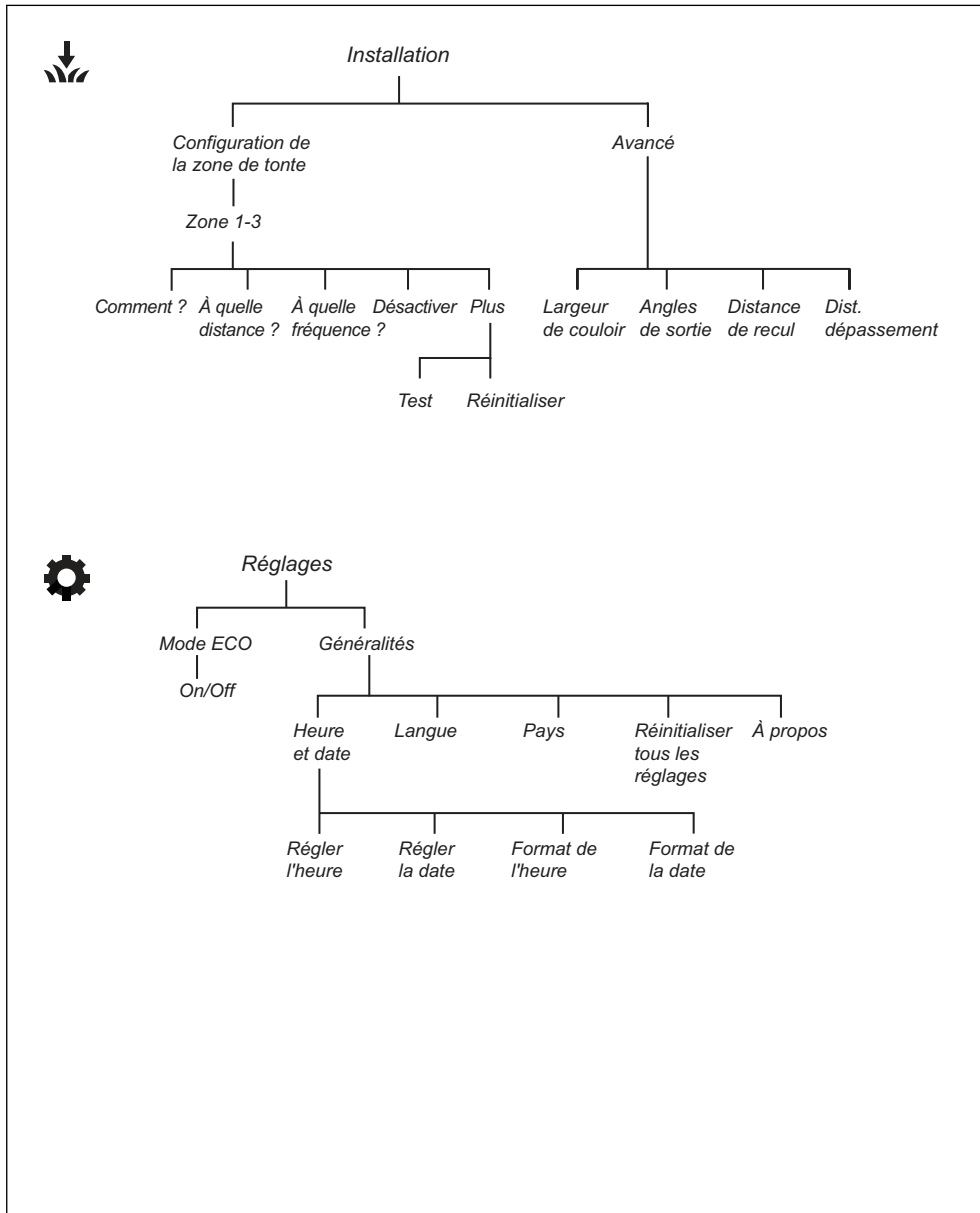 Installation
Configuration de
la zone de tonte
Avancé
Zone 1-3
Comment ?
À quelle
distance ?
À quelle
fréquence ?
Désactiver
Plus
Largeur
de couloir
Angles
de sortie
Distance
de recul
Dist.
dépassement
Test
Réinitialiser
Réglages
Mode ECO
Généralités
On/Off
Heure
et date
Langue
Pays
Réinitialiser
tous les
réglages
À propos
Régler
l'heure
Régler
la date
Format de
l'heure
Format de
la date